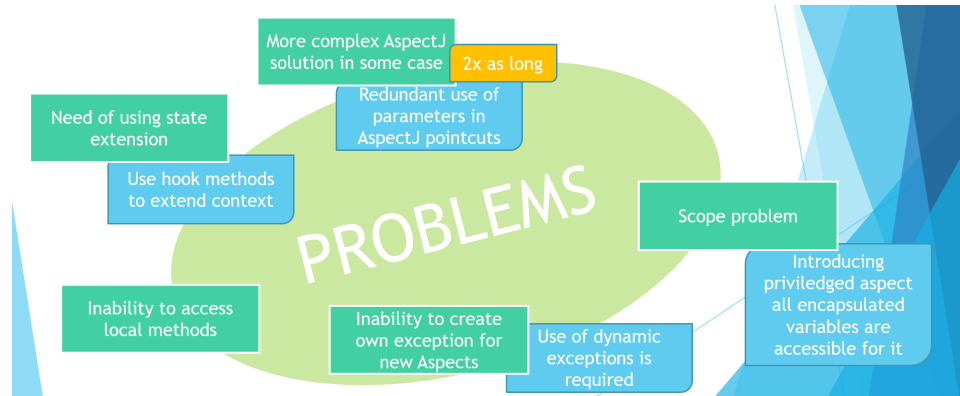 More complex AspectJ
solution in some case
2x as long
Redundant use of
parameters in
AspectJ pointcuts
Need of using state
extension
Use hook methods
to extend context
PROBLEMS
Scope problem
Introducing
priviledged aspect
all encapsulated
variables are
accessible for it
Inability to access
local methods
Inability to create
own exception for
new Aspects
Use of dynamic
exceptions is
required